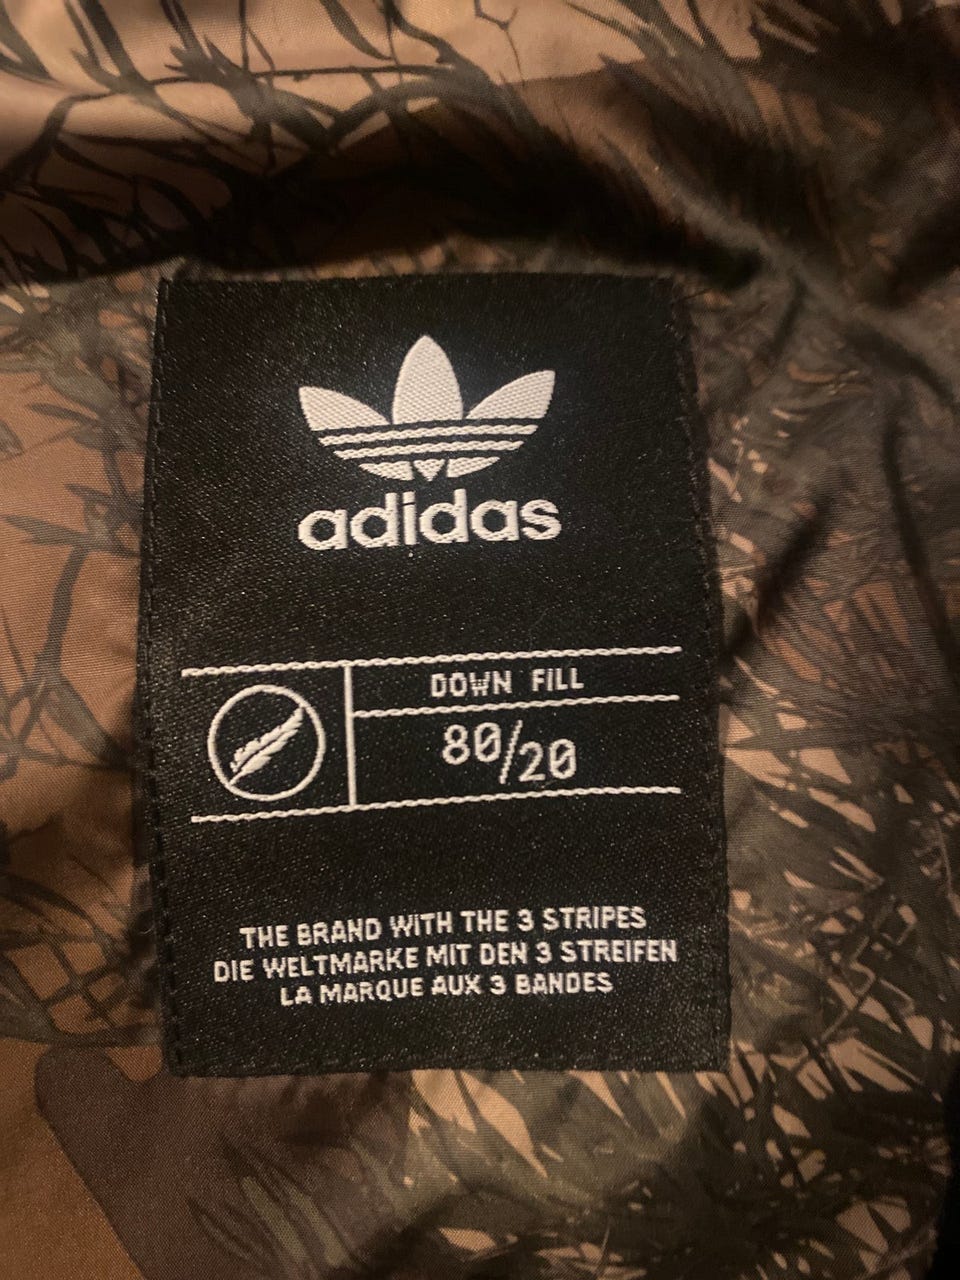 adidas
DOWN FILL
80/20
THE BRAND WITH THE 3 STRIPES
DIE WELTMARKE MIT DEN 3 STREIFEN
LA MARQUE AUX 3 BANDES